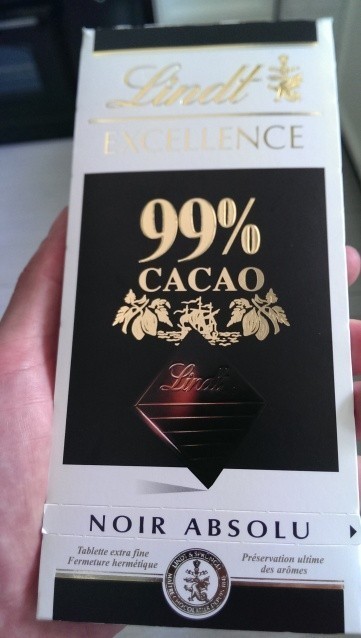 Lindt
EXCELLENCE
99%
CACAO
Lindt
NOIR ABSOLU
Tablette extra fine
Fermeture hermétique
Préservation ultime
des arômes
LINDT & SPRÜNGLI